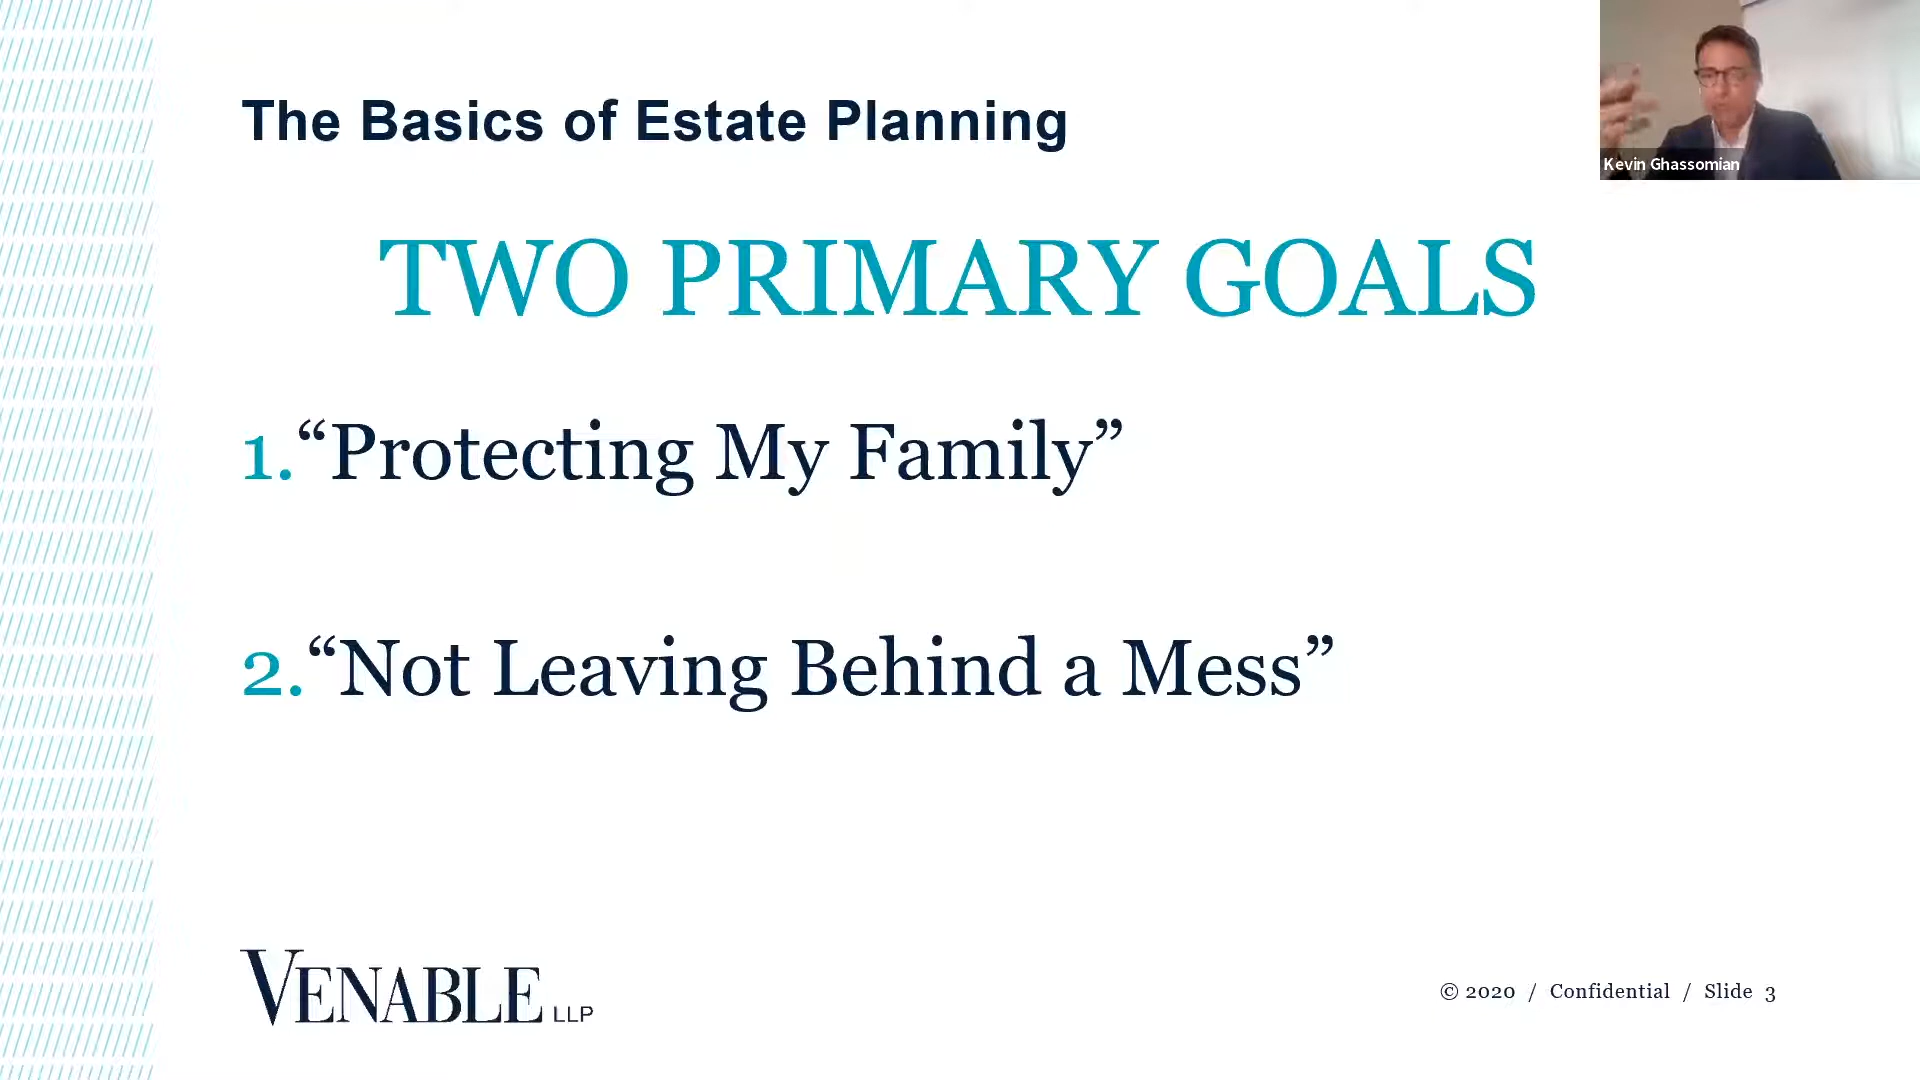 The Basics of Estate Planning
Kevin Ghassomian
TWO PRIMARY GOALS
1. “Protecting My Family”
2. “Not Leaving Behind a Mess”
VENABLE LLP
© 2020 / Confidential / Slide 3